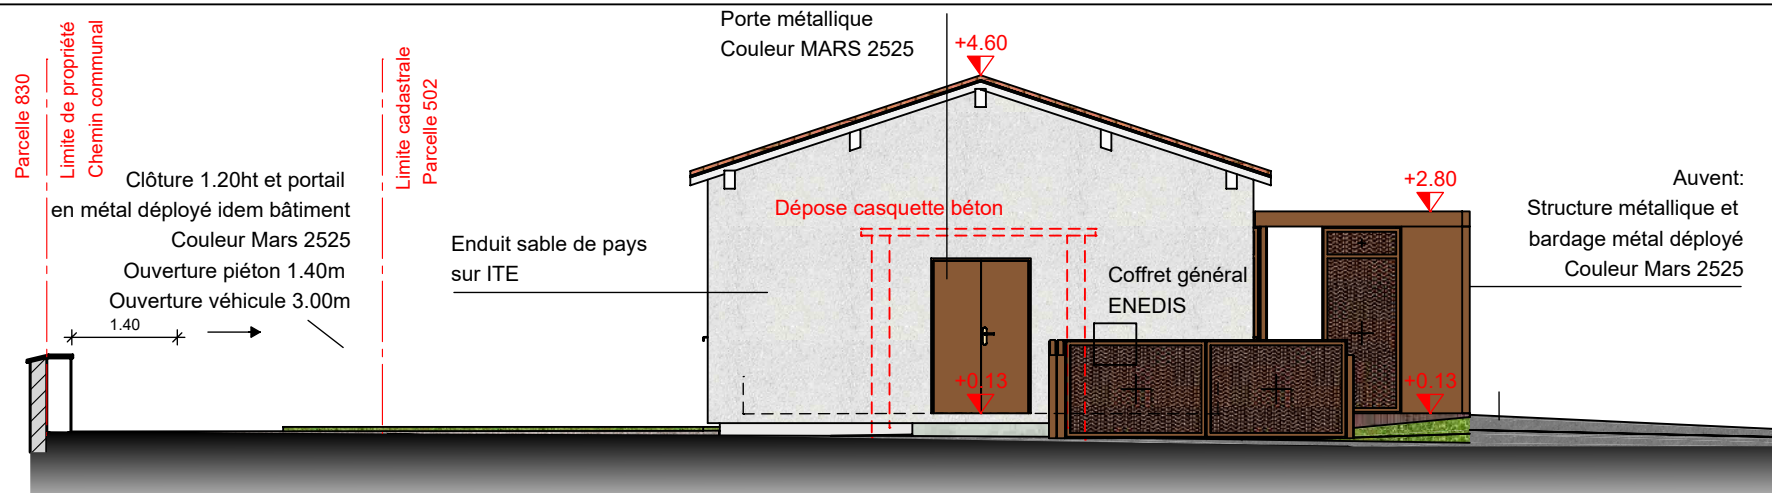 Parcelle 830
Limite de propriété
Chemin communal
Limite cadastrale
Parcelle 502
Clôture 1.20ht et portail
en métal déployé idem bâtiment
Couleur Mars 2525
Ouverture piéton 1.40m
Ouverture véhicule 3.00m
1.40
Enduit sable de pays
sur ITE
Porte métallique
Couleur MARS 2525
+4.60
Dépose casquette béton
Coffret général
ENEDIS
+0.13
+2.80
+0.13
Auvent:
Structure métallique et
bardage métal déployé
Couleur Mars 2525